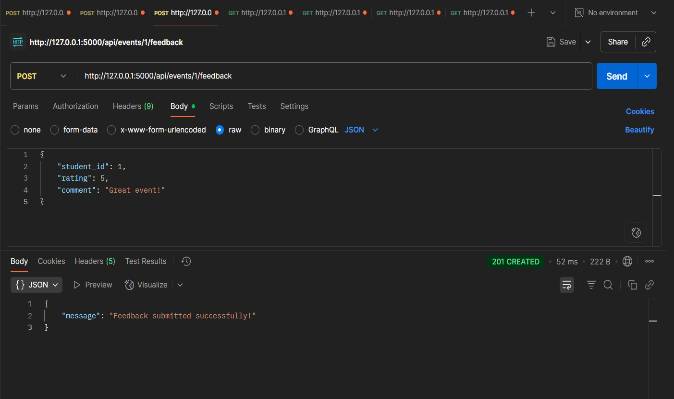 POST http://127.0.0. POST http://127.0.0 POST http://127.0.0 GET http://127.0.0.1 GET http://127.0.0.1 GET http://127.0.0.1 POST http://127.0.0.1 No environment
HTTP http://127.0.0.1:5000/api/events/1/feedback Save Share
POST http://127.0.0.1:5000/api/events/1/feedback Send
Params Authorization Headers (9) Body Scripts Tests Settings Cookies
none form-data x-www-form-urlencoded raw binary GraphQL JSON Beautify
1 {
2 "student_id": 1,
3 "rating": 5,
4 "comment": "Great event!"
5 }
Body Cookies Headers (5) Test Results 201 CREATED 52 ms 222 B
{ } JSON Preview Visualize
1 {
2 "message": "Feedback submitted successfully!"
3 }